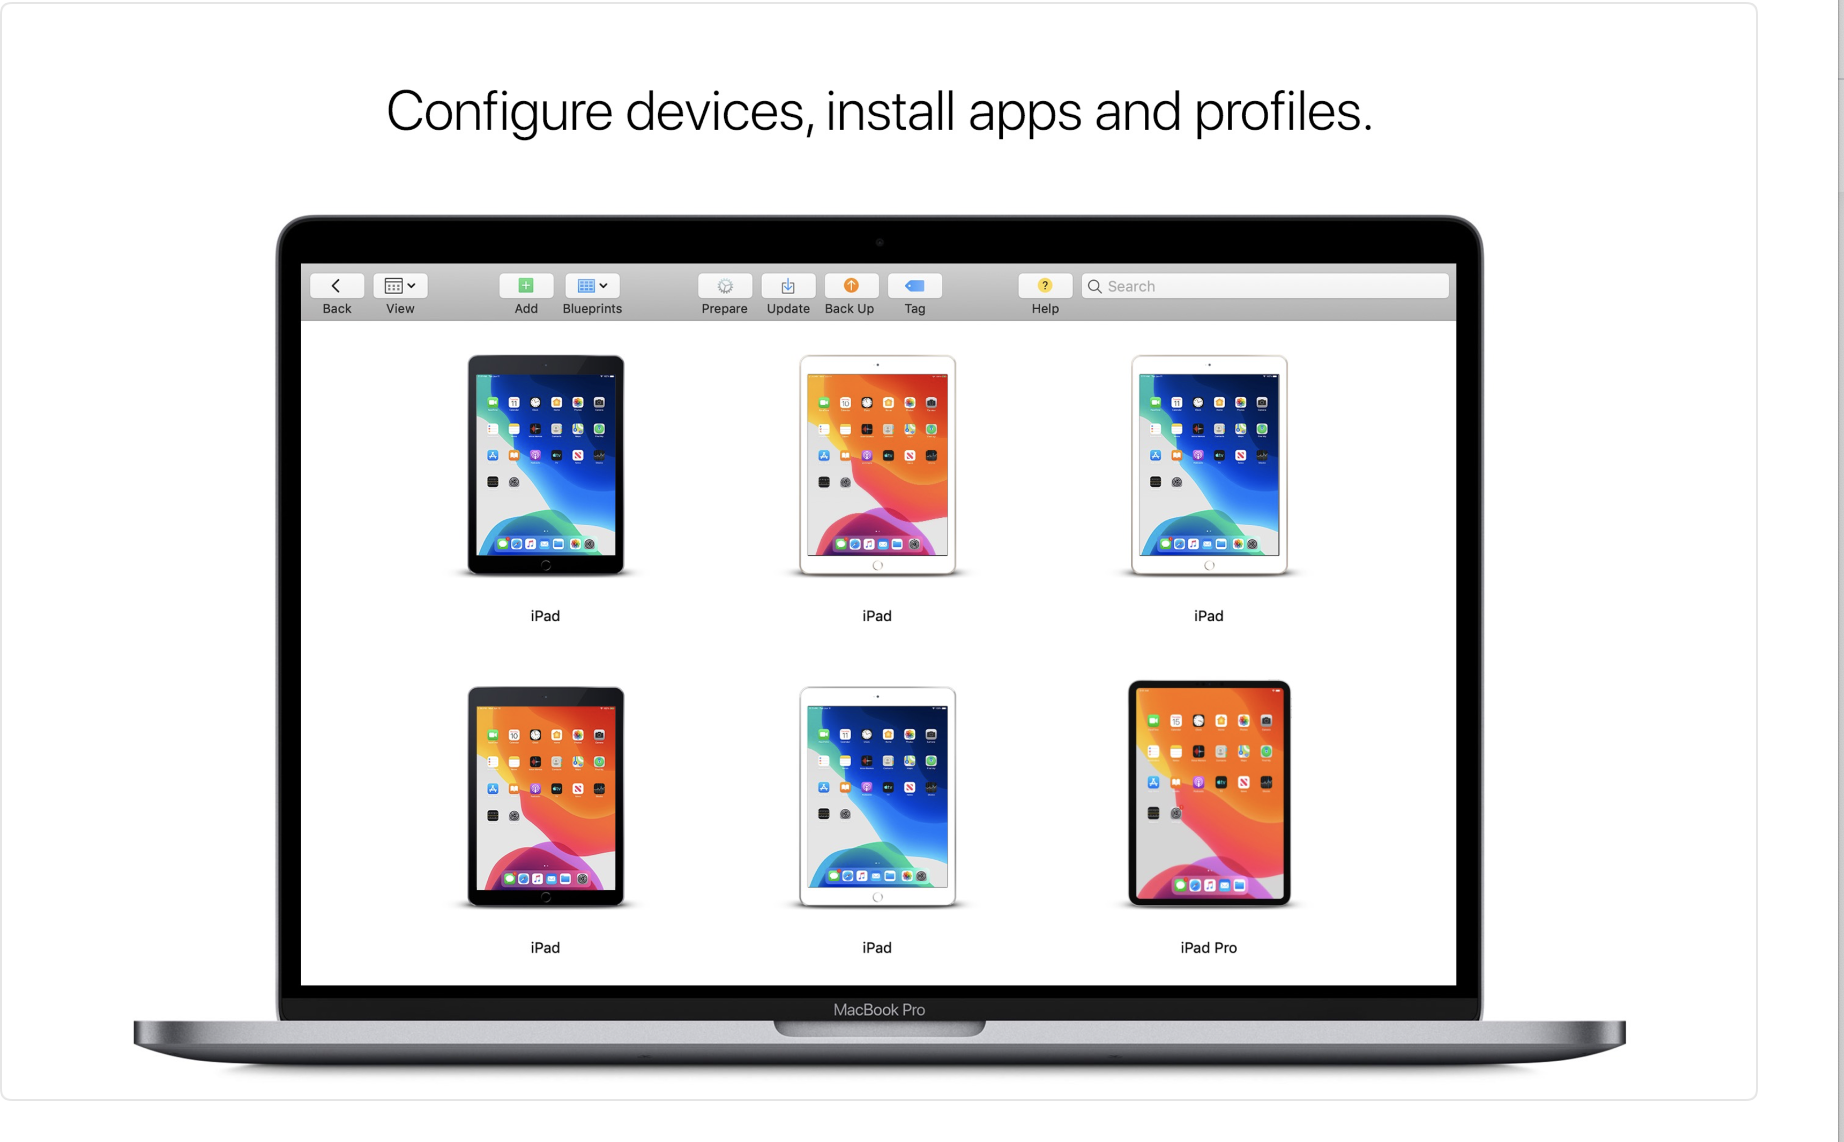 Configure devices, install apps and profiles.
Search
Back View Add Blueprints Prepare Update Back Up Tag Help
iPad iPad iPad
iPad iPad iPad Pro
MacBook Pro